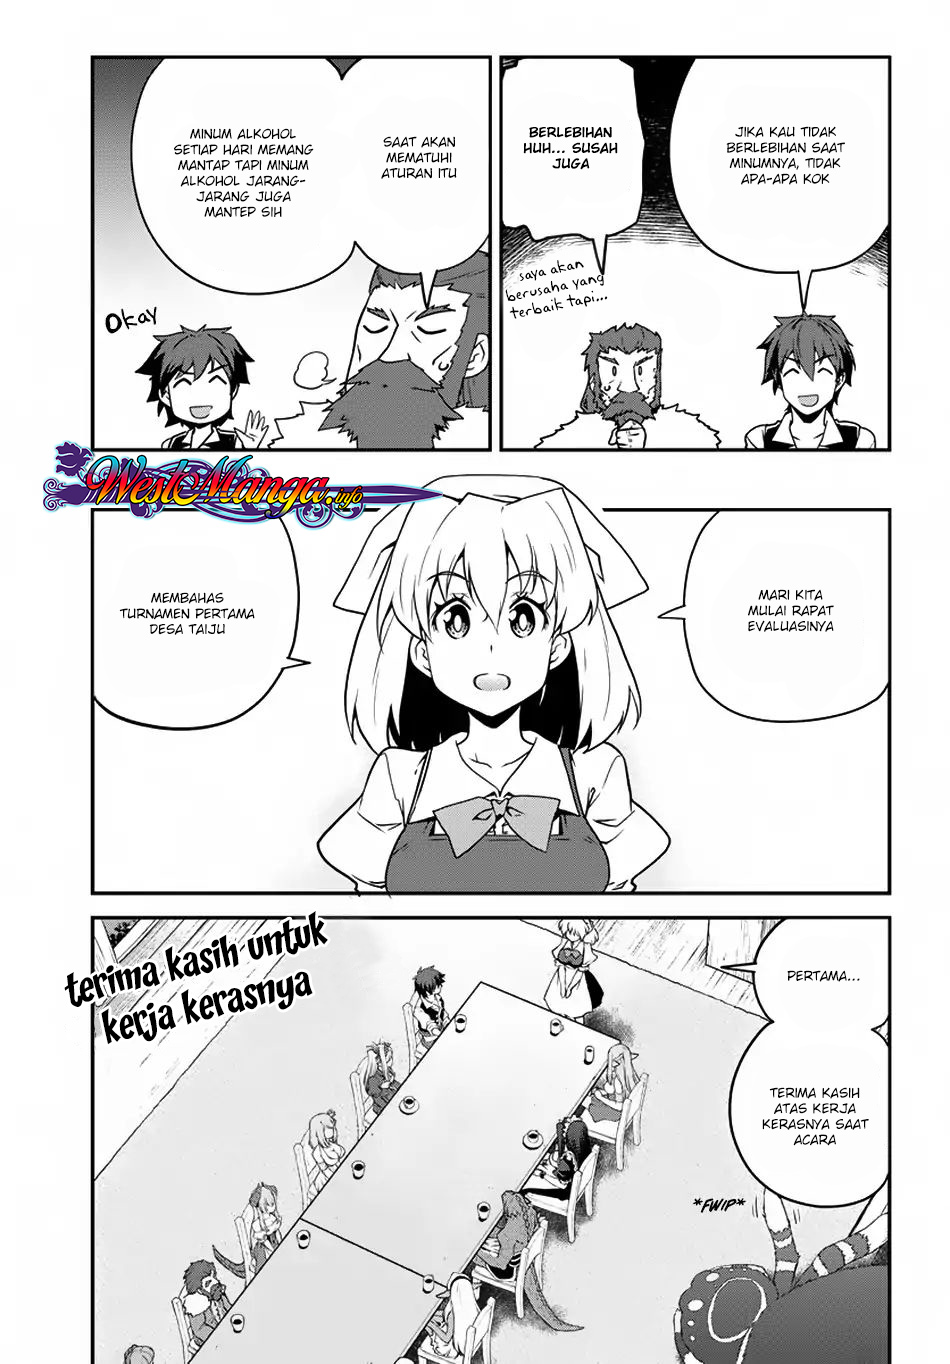 JIKA KAU TIDAK
BERLEBIHAN SAAT
MINUMNYA, TIDAK
APA-APA KOK
BERLEBIHAN
HUH... SUSAH
JUGA
saya akan
berusaha yang
terbaik tapi...
SAAT AKAN
MEMATUHI
ATURAN ITU
MINUM ALKOHOL
SETIAP HARI MEMANG
MANTAP TAPI MINUM
ALKOHOL JARANG-
JARANG JUGA
MANTEP SIH
Okay
WestManga.info
MARI KITA
MULAI RAPAT
EVALUASINYA
MEMBAHAS
TURNAMEN PERTAMA
DESA TAIJU
PERTAMA...
TERIMA KASIH
ATAS KERJA
KERASNYA SAAT
ACARA
terima kasih untuk
kerja kerasnya
*FWIP*